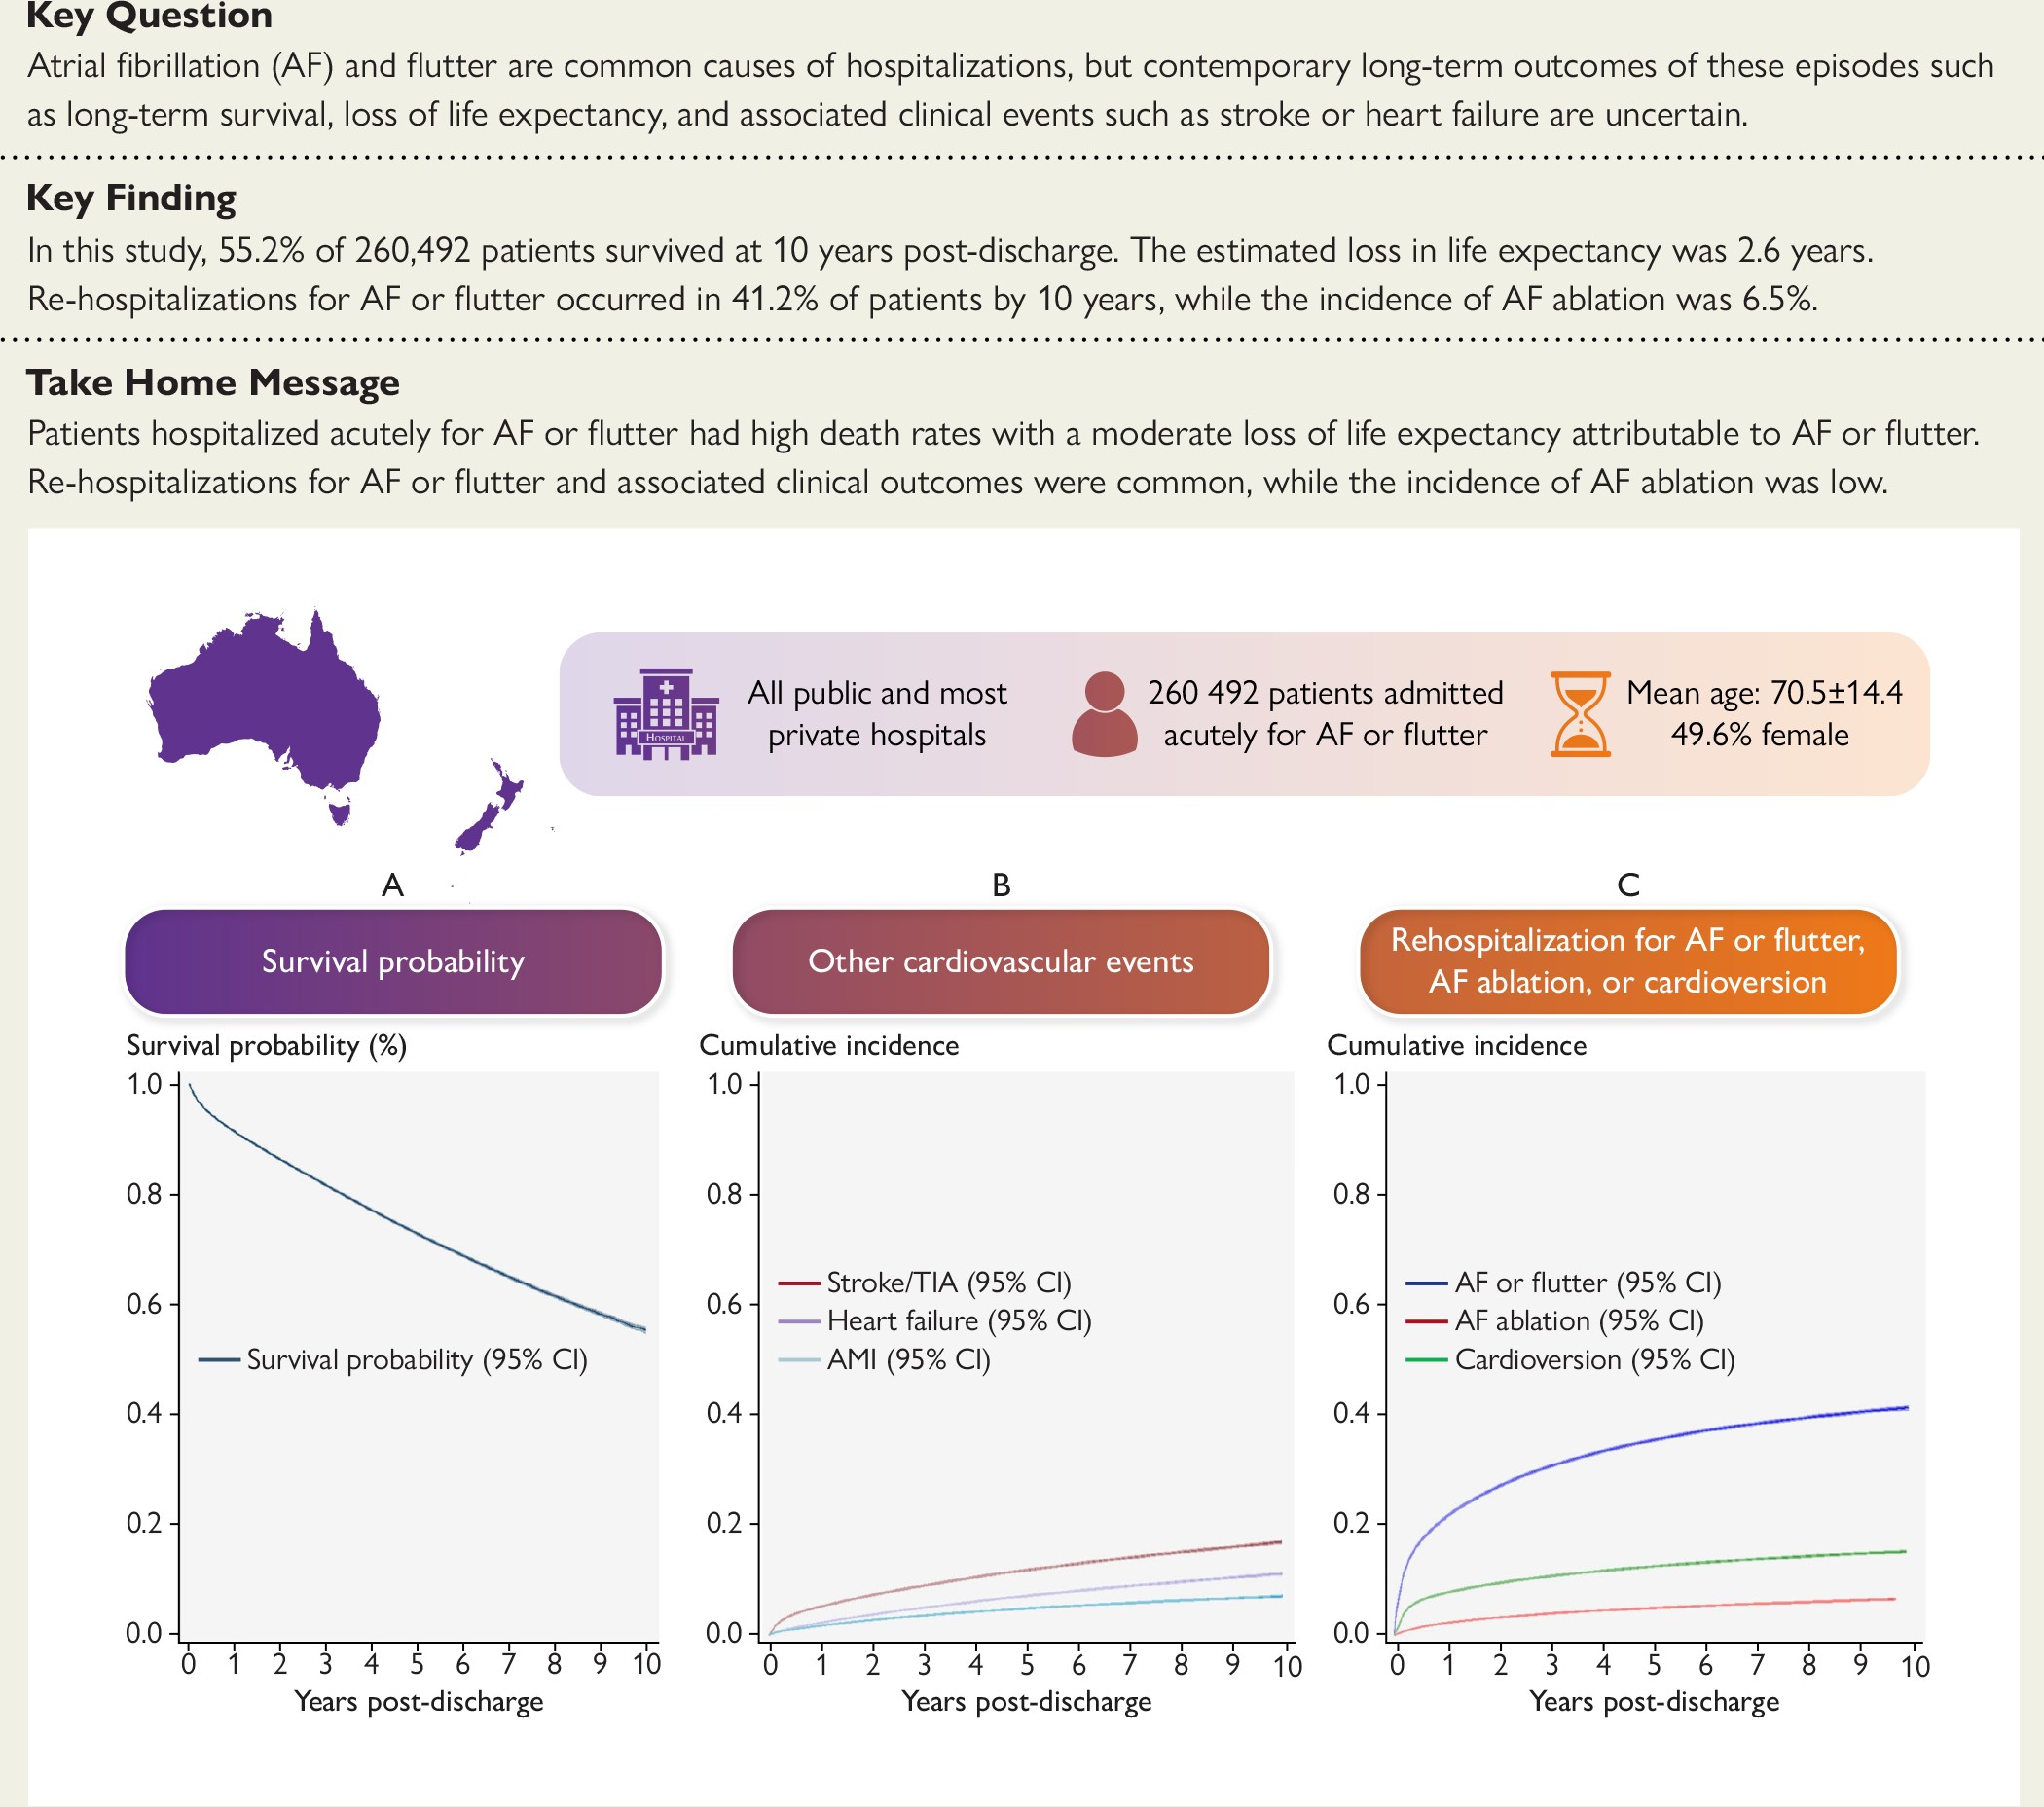 Key Question
Atrial fibrillation (AF) and flutter are common causes of hospitalizations, but contemporary long-term outcomes of these episodes such
as long-term survival, loss of life expectancy, and associated clinical events such as stroke or heart failure are uncertain.
Key Finding
In this study, 55.2% of 260,492 patients survived at 10 years post-discharge. The estimated loss in life expectancy was 2.6 years.
Re-hospitalizations for AF or flutter occurred in 41.2% of patients by 10 years, while the incidence of AF ablation was 6.5%.
Take Home Message
Patients hospitalized acutely for AF or flutter had high death rates with a moderate loss of life expectancy attributable to AF or flutter.
Re-hospitalizations for AF or flutter and associated clinical outcomes were common, while the incidence of AF ablation was low.
HOSPITAL
All public and most
private hospitals
260 492 patients admitted
acutely for AF or flutter
Mean age: 70.5±14.4
49.6% female
A
Survival probability
Survival probability (%)
1.0
0.8
0.6
0.4
0.2
0.0
Survival probability (95% CI)
0 1 2 3 4 5 6 7 8 9 10
Years post-discharge
B
Other cardiovascular events
Cumulative incidence
1.0
0.8
0.6
0.4
0.2
0.0
Stroke/TIA (95% CI)
Heart failure (95% CI)
AMI (95% CI)
0 1 2 3 4 5 6 7 8 9 10
Years post-discharge
C
Rehospitalization for AF or flutter,
AF ablation, or cardioversion
Cumulative incidence
1.0
0.8
0.6
0.4
0.2
0.0
AF or flutter (95% CI)
AF ablation (95% CI)
Cardioversion (95% CI)
0 1 2 3 4 5 6 7 8 9 10
Years post-discharge